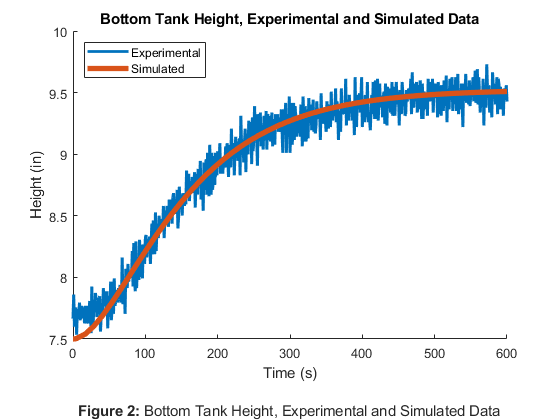 Bottom Tank Height, Experimental and Simulated Data
10
Experimental
Simulated
9.5
9
8.5
8
7.5
Height (in)
0 100 200 300 400 500 600
Time (s)
Figure 2: Bottom Tank Height, Experimental and Simulated Data